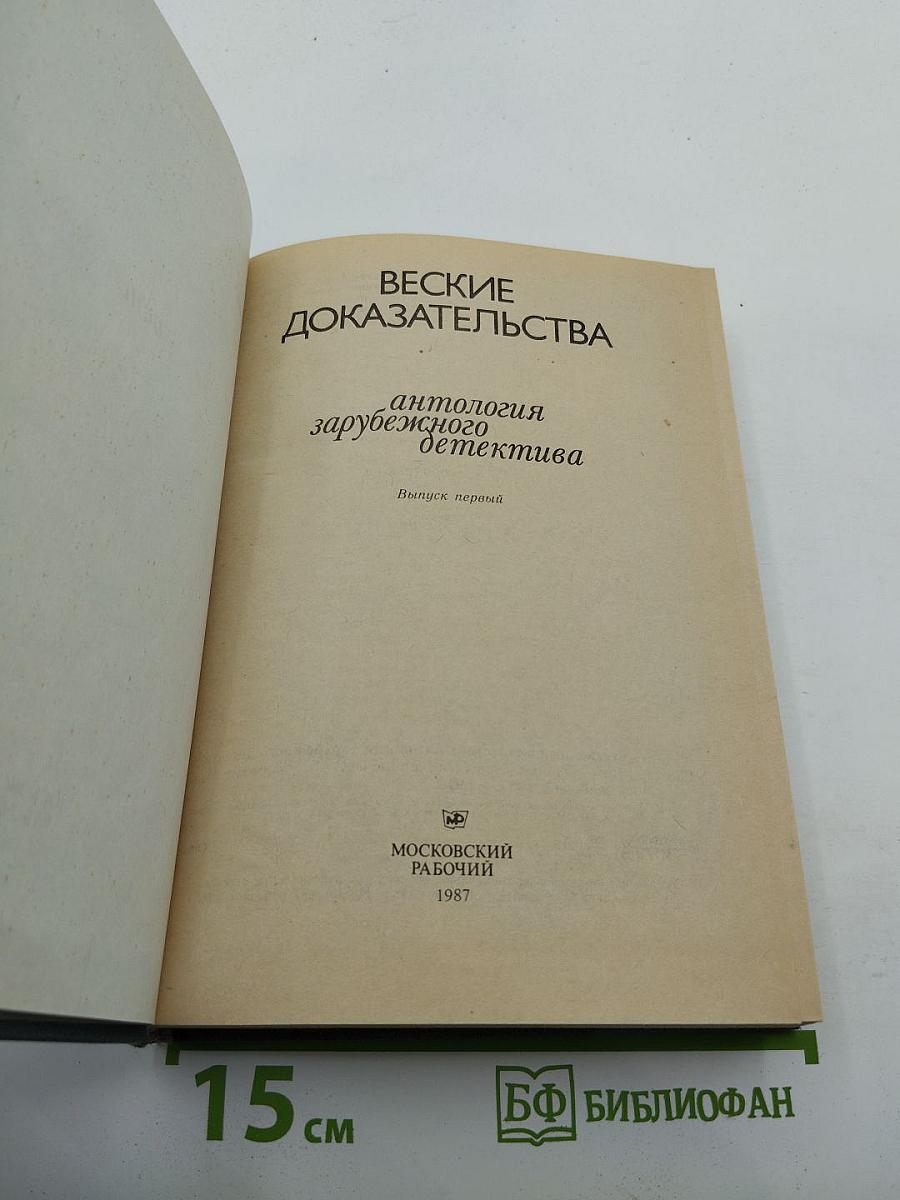 ВЕСКИЕ
ДОКАЗАТЕЛЬСТВА
антология
зарубежного
детектива
Выпуск первый
МР
МОСКОВСКИЙ
РАБОЧИЙ
1987
15 см
БФ БИБЛИОФАН